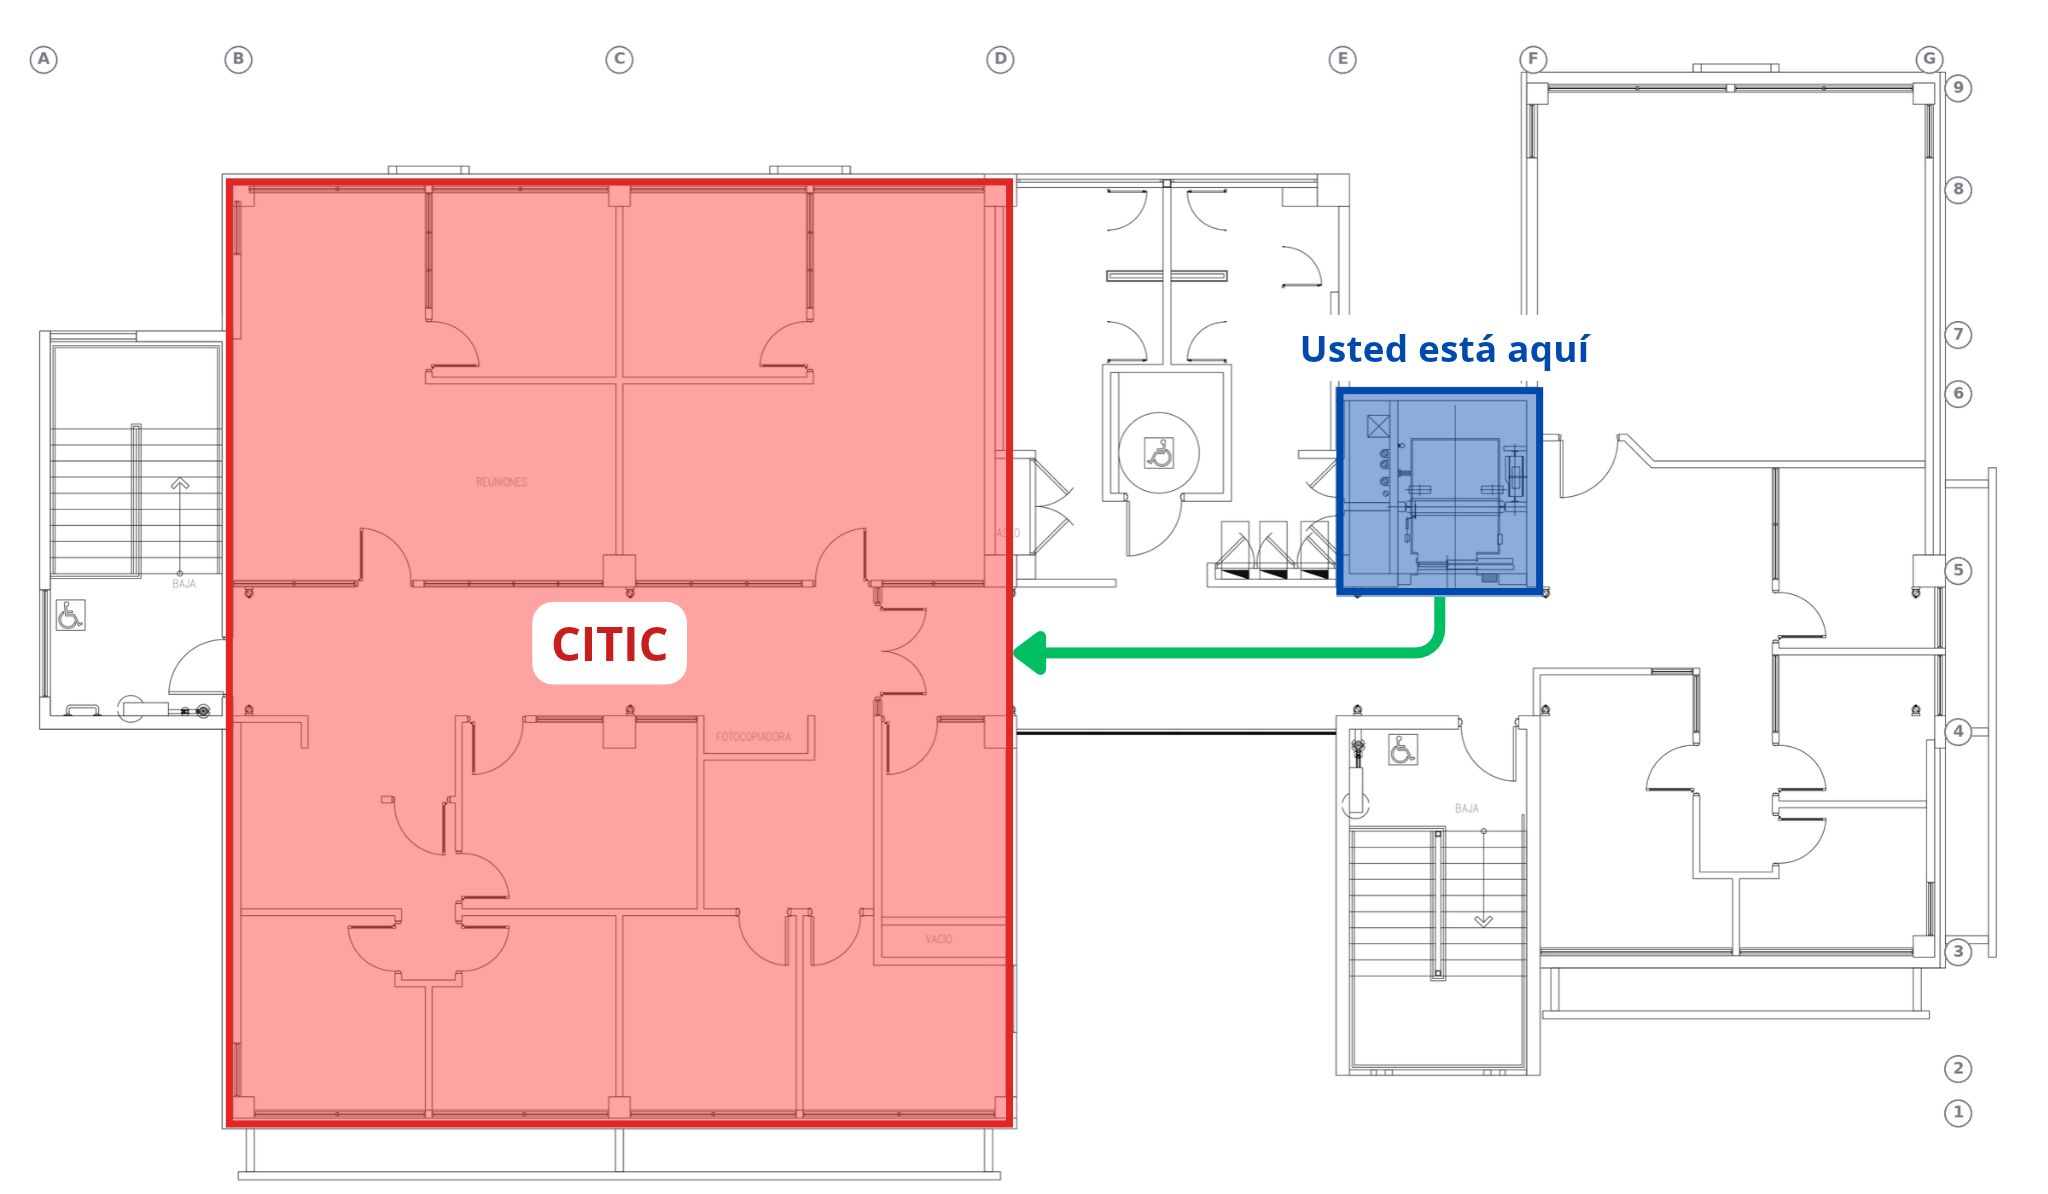 A B C D E F G
9
8
7
Usted está aquí
6
REUNIONES
5
BAJA
CITIC
4
FOTOCOPIADORA
BAJA
VACIO
3
2
1